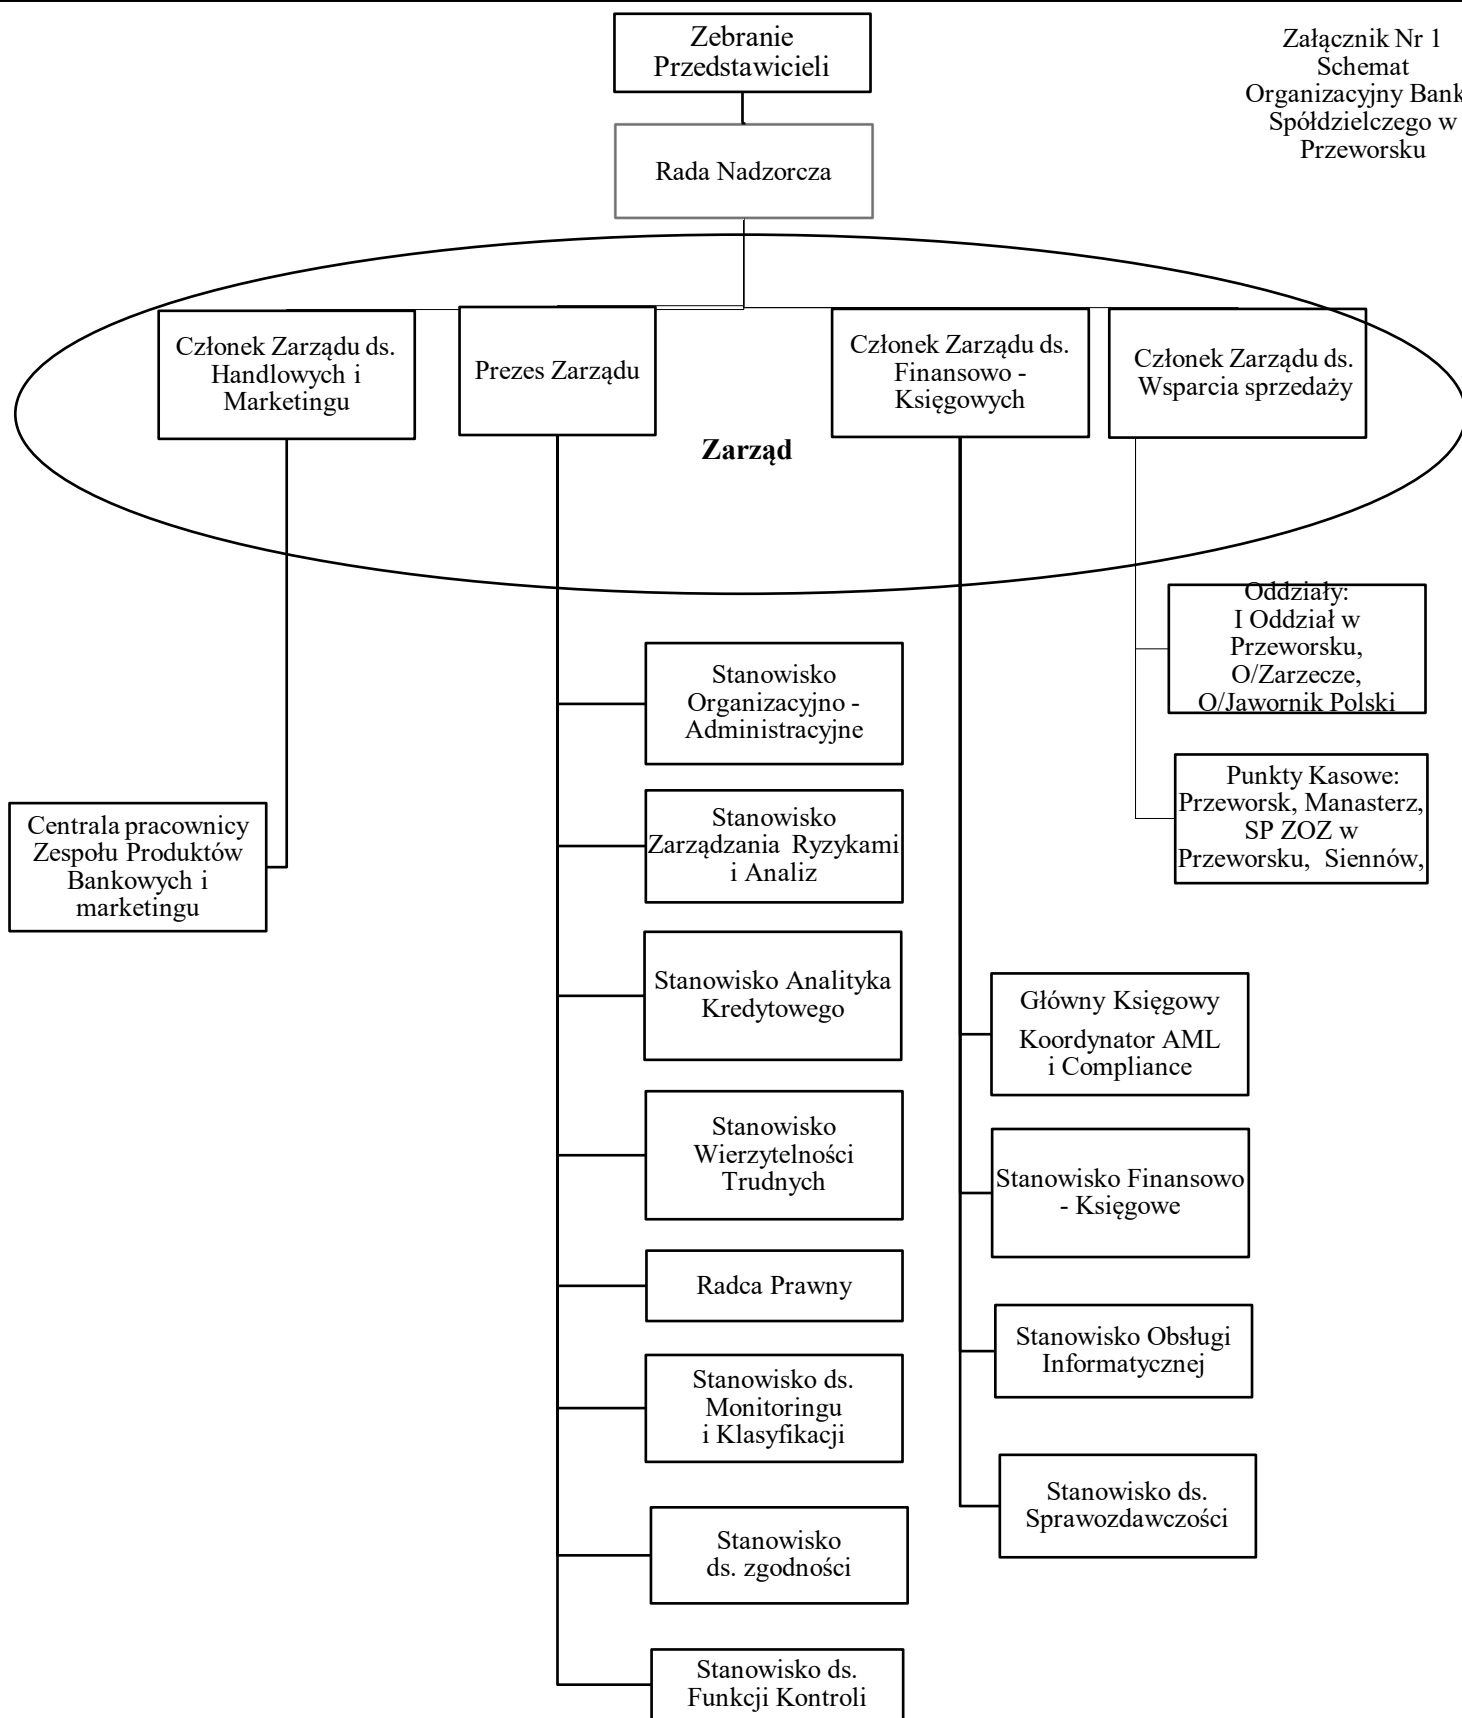 Zebranie
Przedstawicieli
Załącznik Nr 1
Schemat
Organizacyjny Bank
Spółdzielczego w
Przeworsku
Rada Nadzorcza
Członek Zarządu ds.
Handlowych i
Marketingu
Prezes Zarządu
Członek Zarządu ds.
Finansowo -
Księgowych
Członek Zarządu ds.
Wsparcia sprzedaży
Zarząd
Oddziały:
I Oddział w
Przeworsku,
O/Zarzecze,
O/Jawornik Polski
Punkty Kasowe:
Przeworsk, Manasterz,
SP ZOZ w
Przeworsku, Siennów,
Centrala pracownicy
Zespołu Produktów
Bankowych i
marketingu
Stanowisko
Organizacyjno -
Administracyjne
Stanowisko
Zarządzania Ryzykami
i Analiz
Stanowisko Analityka
Kredytowego
Stanowisko
Wierzytelności
Trudnych
Radca Prawny
Stanowisko ds.
Monitoringu
i Klasyfikacji
Stanowisko
ds. zgodności
Stanowisko ds.
Funkcji Kontroli
Główny Księgowy
Koordynator AML
i Compliance
Stanowisko Finansowo
- Księgowe
Stanowisko Obsługi
Informatycznej
Stanowisko ds.
Sprawozdawczości